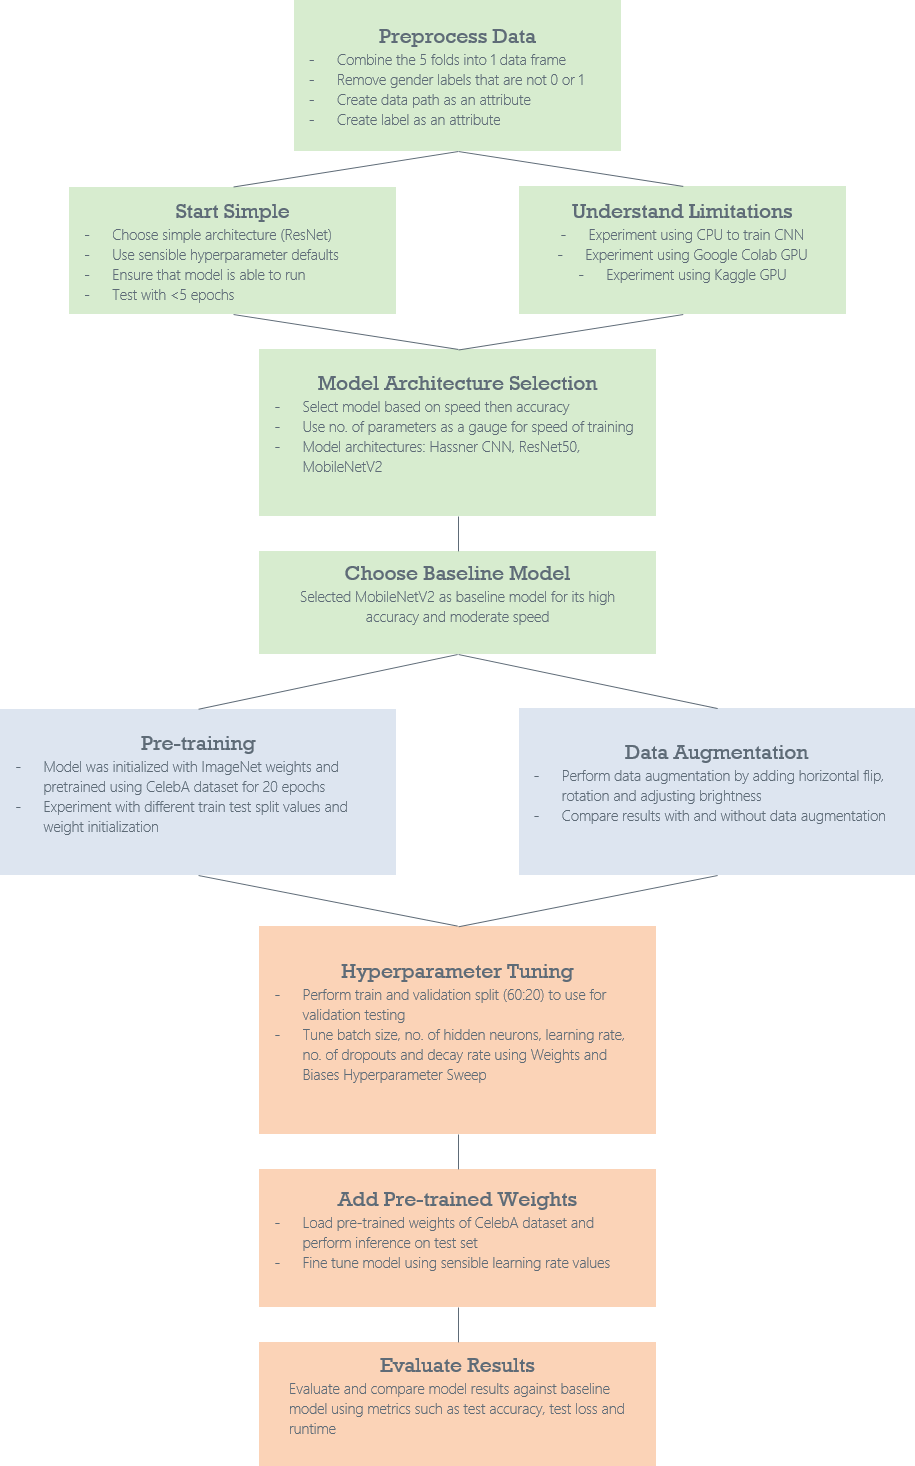 Preprocess Data
- Combine the 5 folds into 1 data frame
- Remove gender labels that are not 0 or 1
- Create data path as an attribute
- Create label as an attribute
Start Simple
- Choose simple architecture (ResNet)
- Use sensible hyperparameter defaults
- Ensure that model is able to run
- Test with <5 epochs
Understand Limitations
- Experiment using CPU to train CNN
- Experiment using Google Colab GPU
- Experiment using Kaggle GPU
Model Architecture Selection
- Select model based on speed then accuracy
- Use no. of parameters as a gauge for speed of training
- Model architectures: Hassner CNN, ResNet50,
MobileNetV2
Choose Baseline Model
Selected MobileNetV2 as baseline model for its high
accuracy and moderate speed
Pre-training
- Model was initialized with ImageNet weights and
pretrained using CelebA dataset for 20 epochs
- Experiment with different train test split values and
weight initialization
Data Augmentation
- Perform data augmentation by adding horizontal flip,
rotation and adjusting brightness
- Compare results with and without data augmentation
Hyperparameter Tuning
- Perform train and validation split (60:20) to use for
validation testing
- Tune batch size, no. of hidden neurons, learning rate,
no. of dropouts and decay rate using Weights and
Biases Hyperparameter Sweep
Add Pre-trained Weights
- Load pre-trained weights of CelebA dataset and
perform inference on test set
- Fine tune model using sensible learning rate values
Evaluate Results
Evaluate and compare model results against baseline
model using metrics such as test accuracy, test loss and
runtime